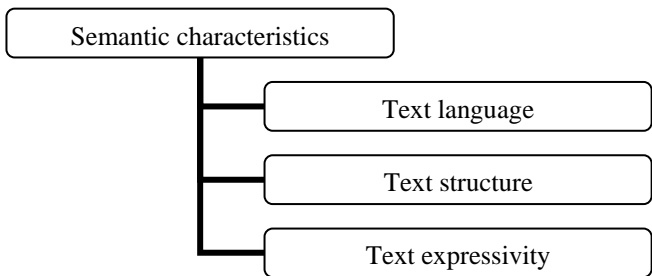 Semantic characteristics
Text language
Text structure
Text expressivity